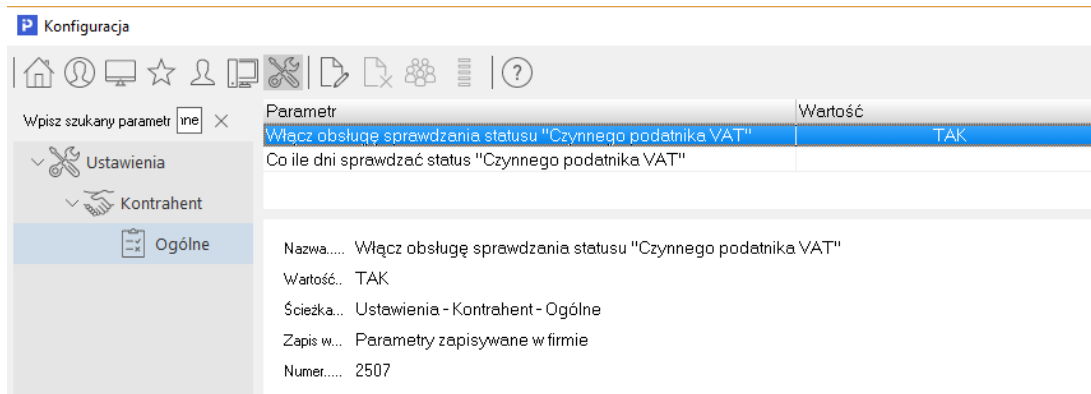 Konfiguracja
Wpisz szukany parametr
Parametr Wartość
Włącz obsługę sprawdzania statusu "Czynnego podatnika VAT" TAK
Co ile dni sprawdzać status "Czynnego podatnika VAT"
Ustawienia
Kontrahent
Ogólne
Nazwa..... Włącz obsługę sprawdzania statusu "Czynnego podatnika VAT"
Wartość.. TAK
Ścieżka... Ustawienia - Kontrahent - Ogólne
Zapis w... Parametry zapisywane w firmie
Numer..... 2507